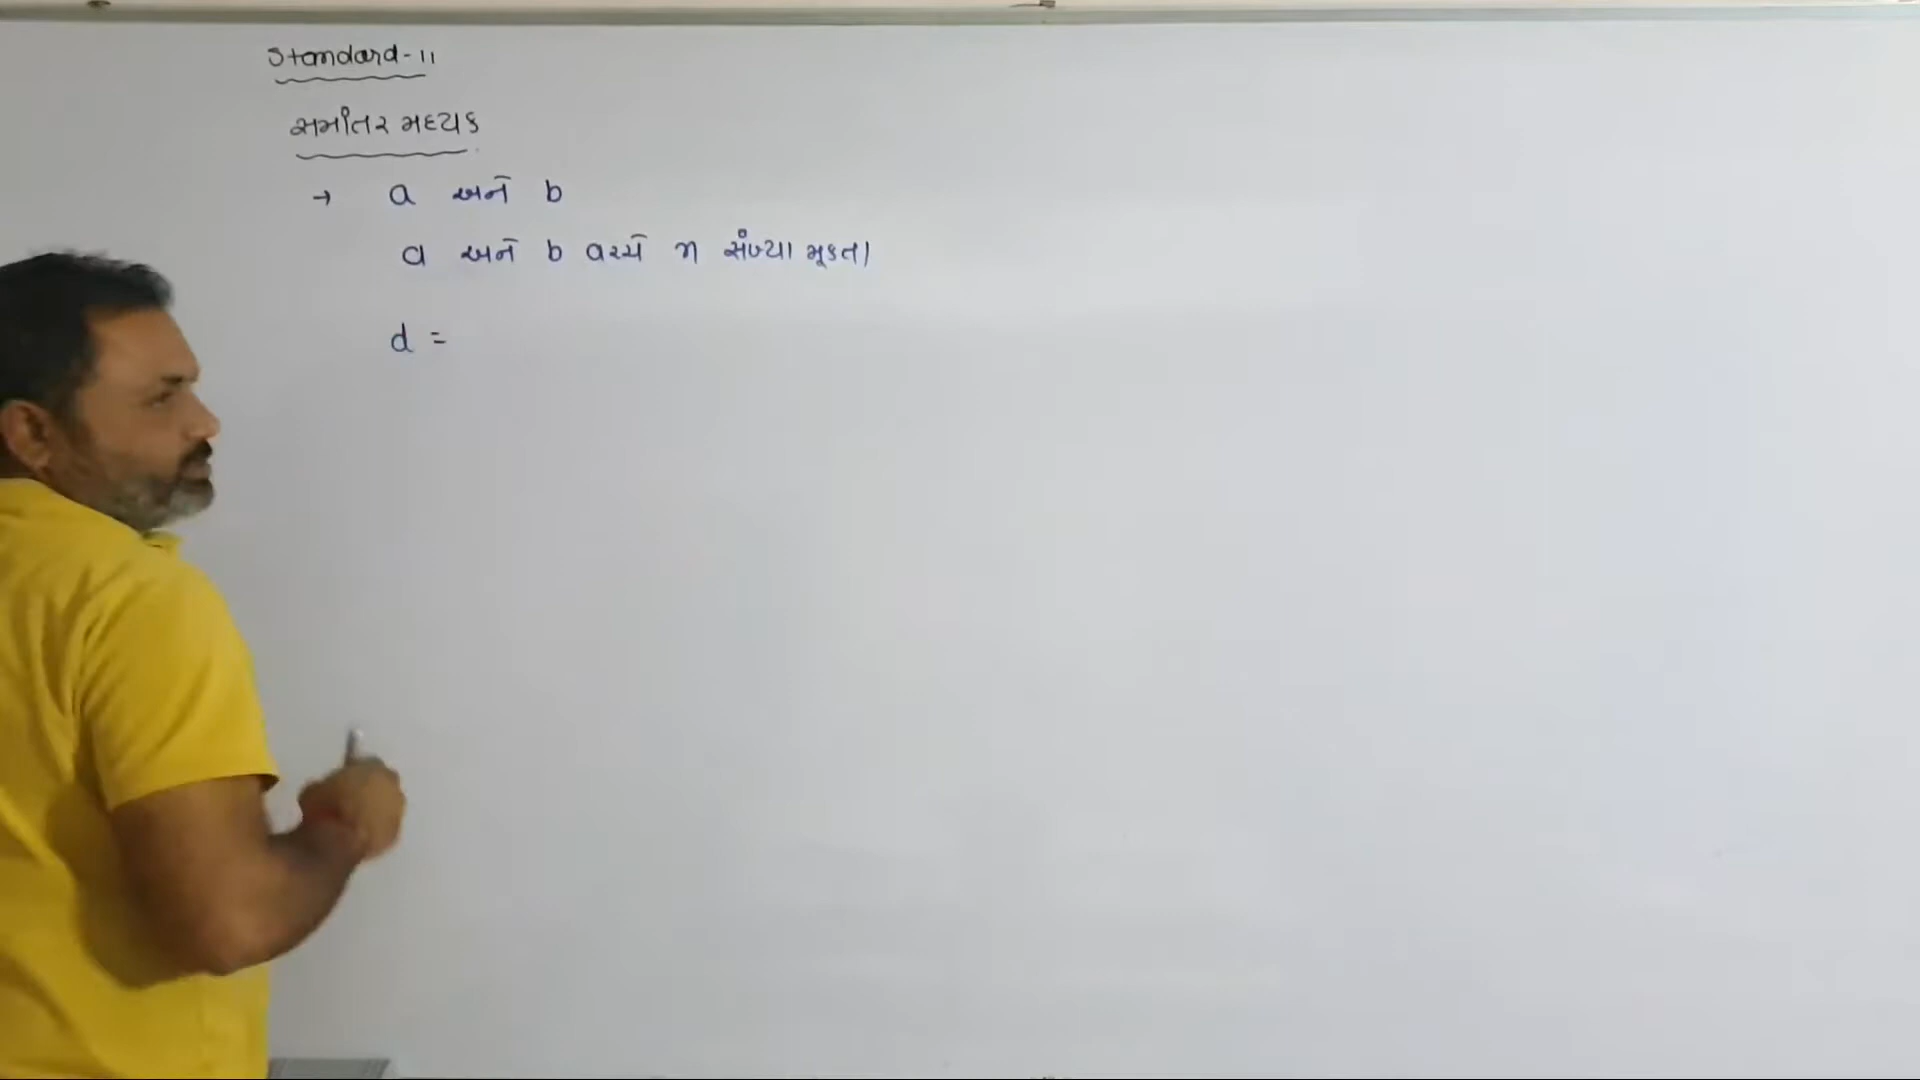 Standard-11
સમાંતર મધ્યક
→ a અને b
a અને b વચ્ચે n સંખ્યા મૂકતા
d =